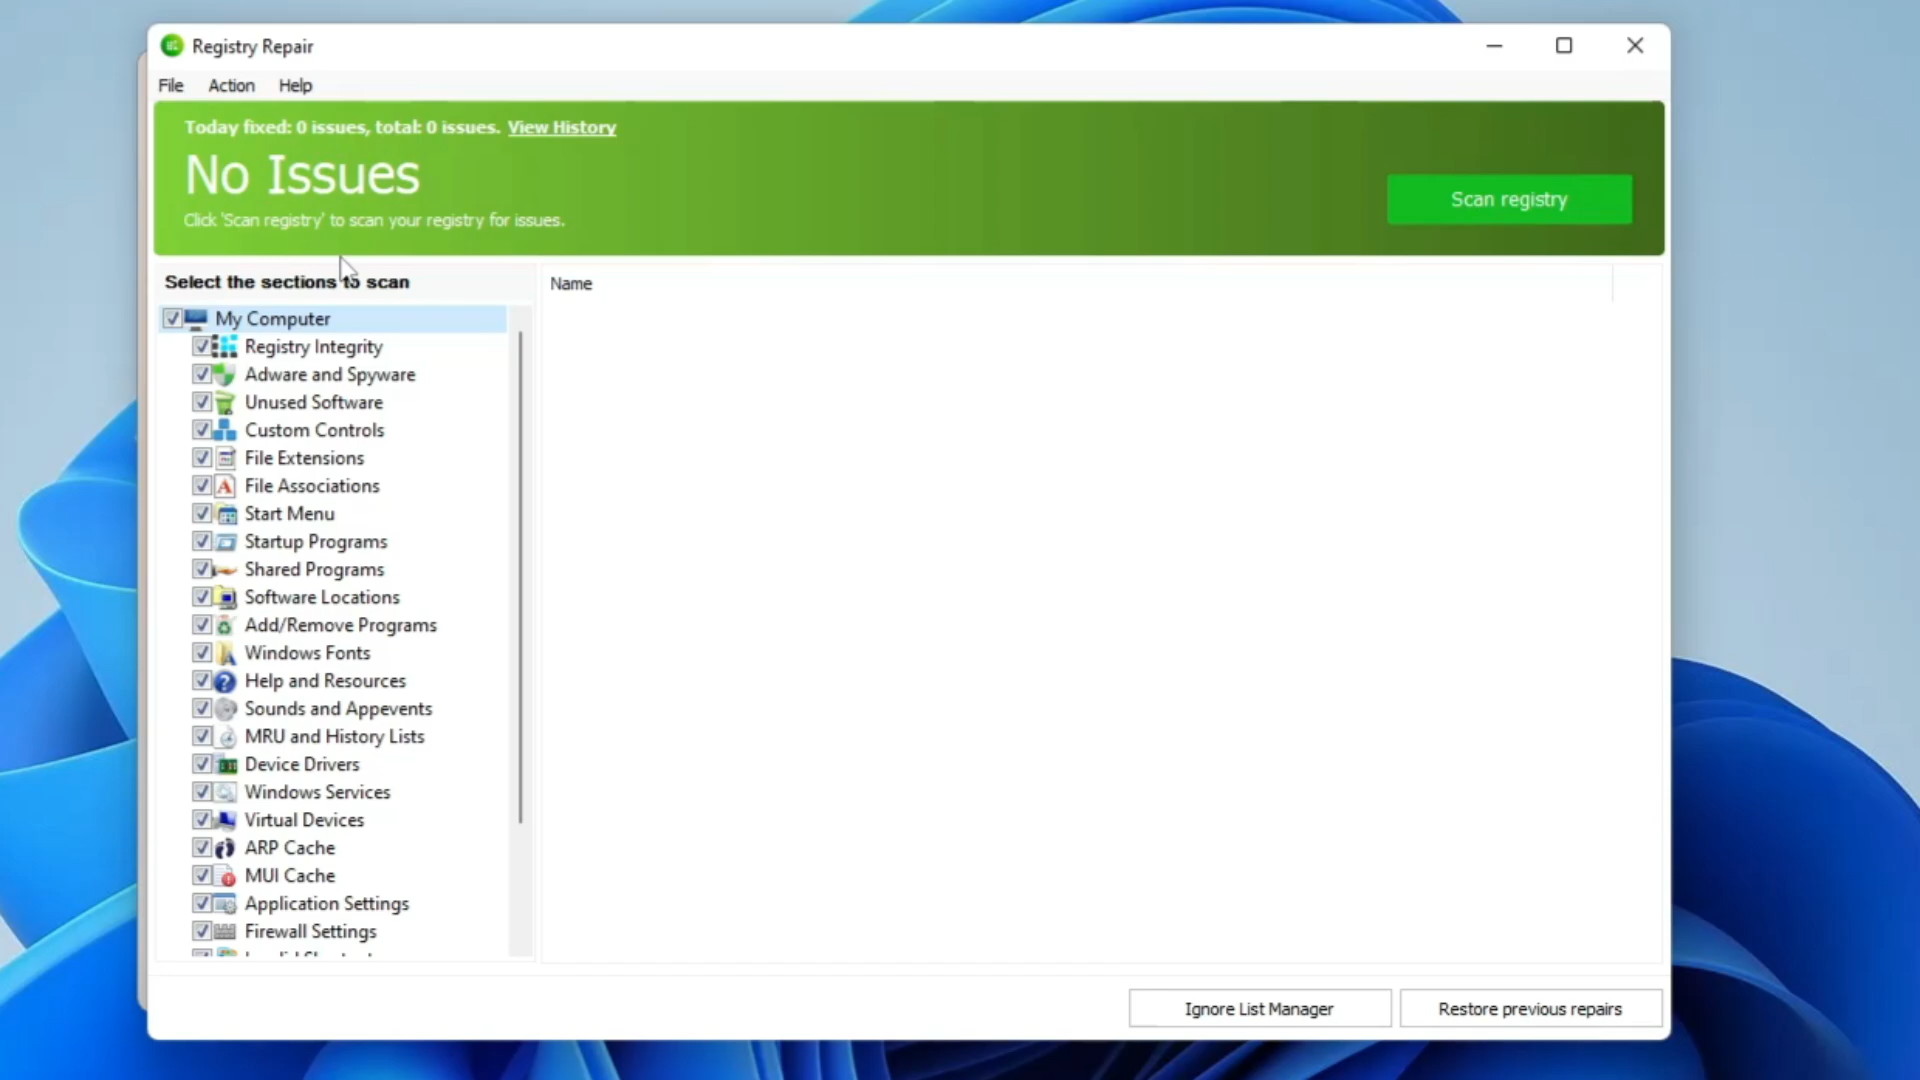 Registry Repair
File Action Help
Today fixed: 0 issues, total: 0 issues. View History
No Issues
Click 'Scan registry' to scan your registry for issues.
Scan registry
Select the sections to scan
Name
My Computer
Registry Integrity
Adware and Spyware
Unused Software
Custom Controls
File Extensions
File Associations
Start Menu
Startup Programs
Shared Programs
Software Locations
Add/Remove Programs
Windows Fonts
Help and Resources
Sounds and Appevents
MRU and History Lists
Device Drivers
Windows Services
Virtual Devices
ARP Cache
MUI Cache
Application Settings
Firewall Settings
Ignore List Manager
Restore previous repairs